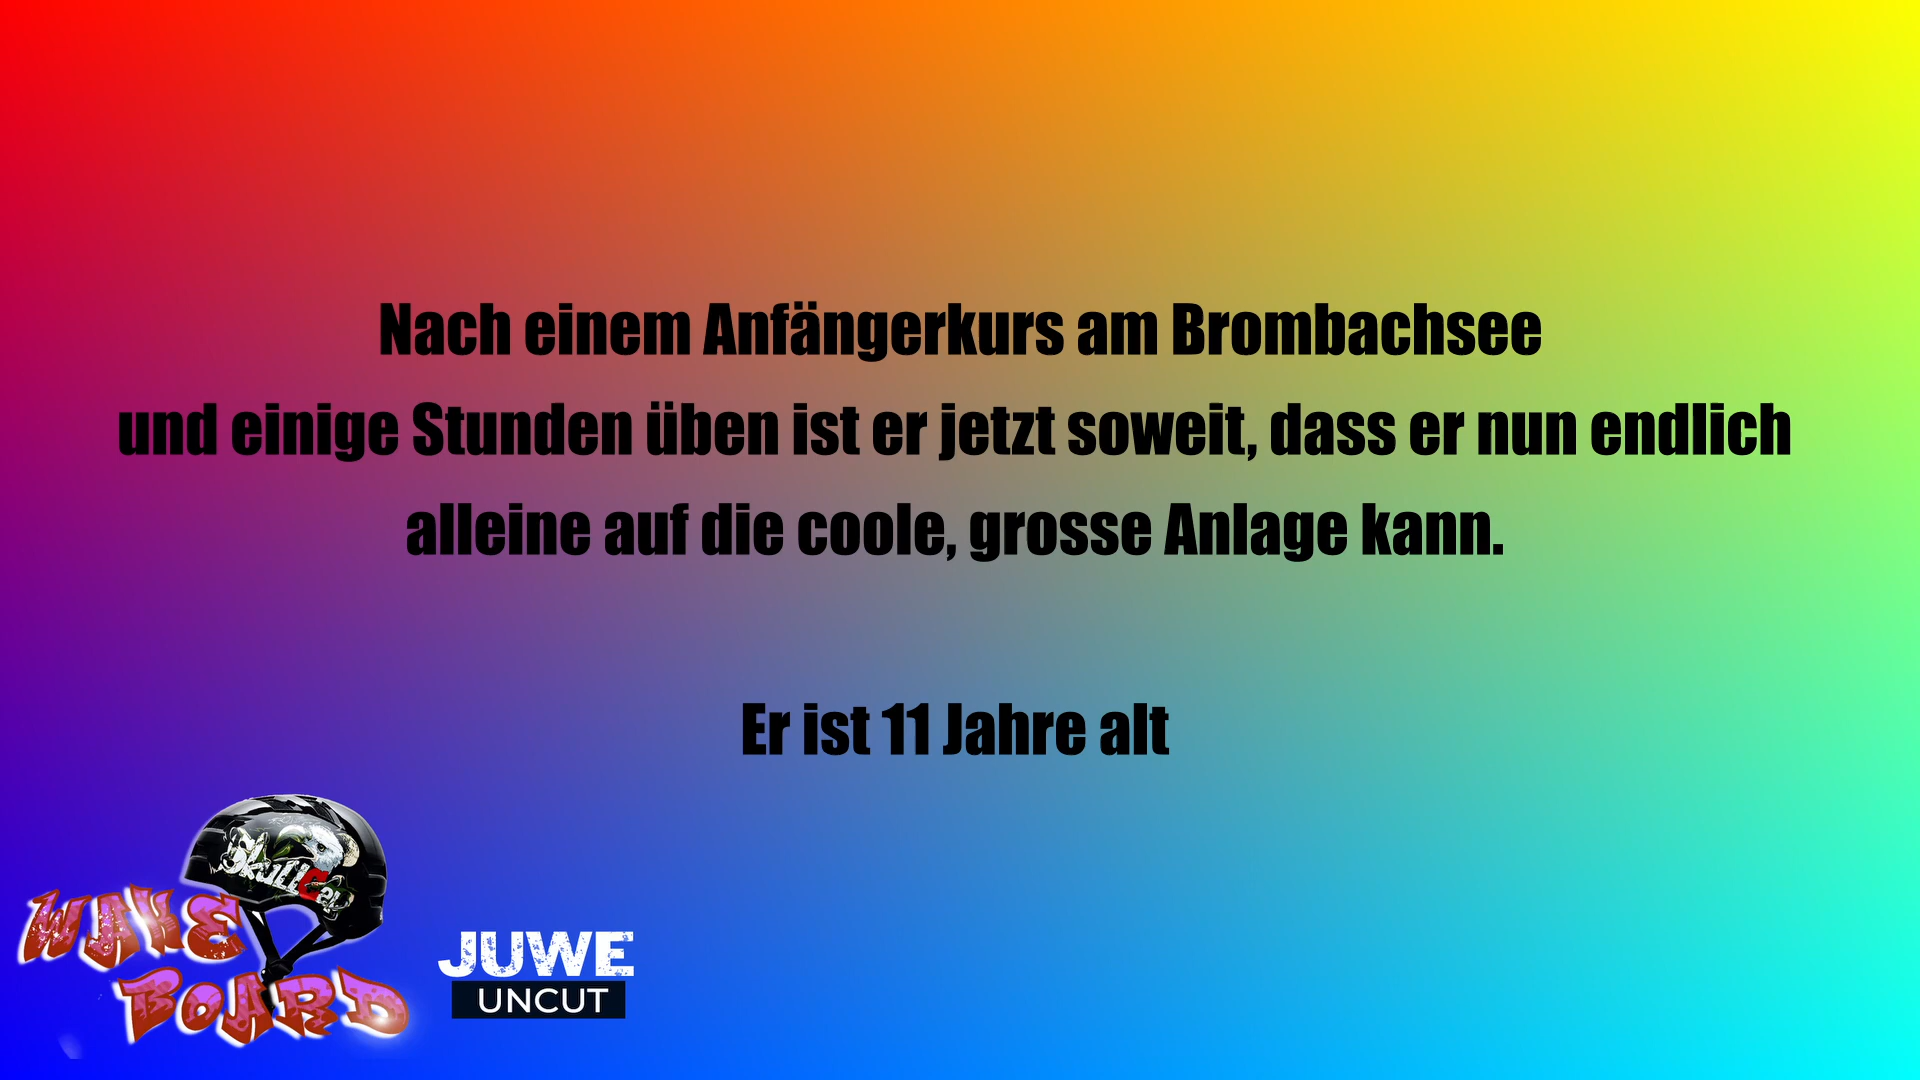 Nach einem Anfängerkurs am Brombachsee
und einige Stunden üben ist er jetzt soweit, dass er nun endlich
alleine auf die coole, grosse Anlage kann.
Er ist 11 Jahre alt
SkullCap
WAKE
BOARD
JUWE
UNCUT